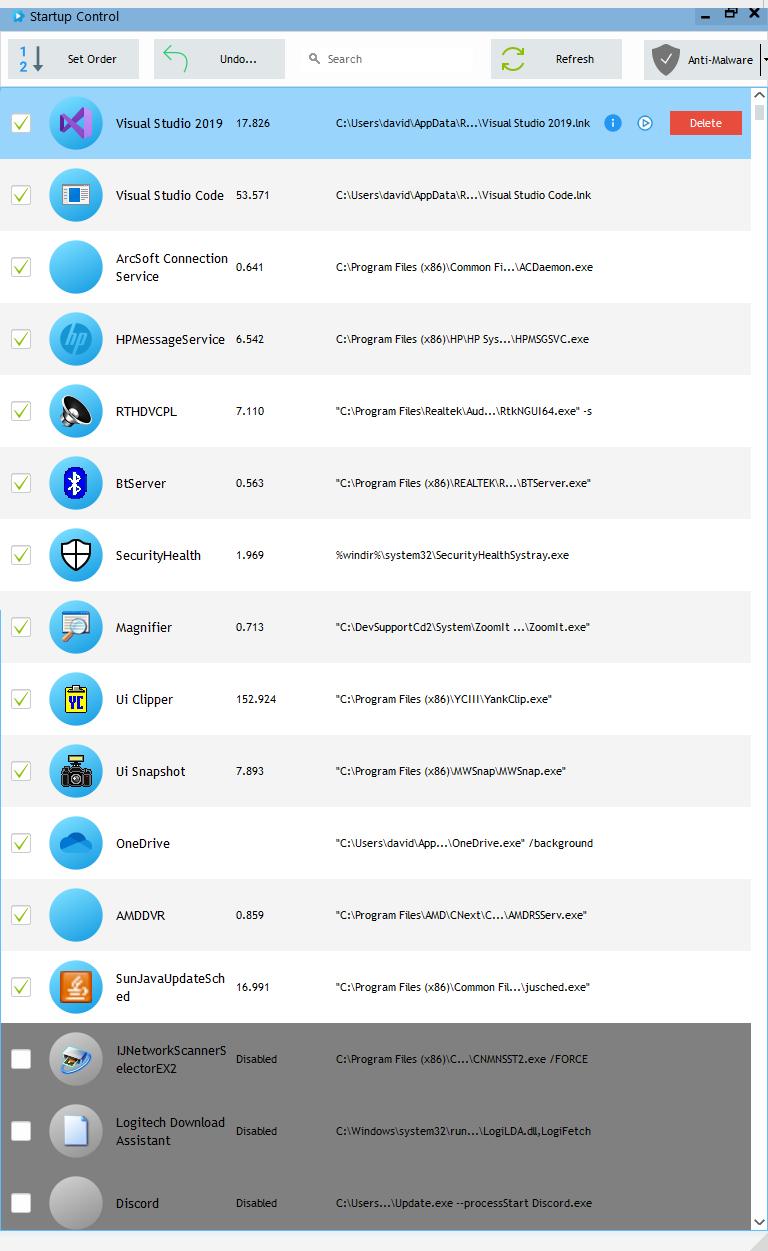 Startup Control
1
2
Set Order
Undo...
Search
Refresh
Anti-Malware
Visual Studio 2019 17.826 C:\Users\david\AppData\R...\Visual Studio 2019.lnk Delete
Visual Studio Code 53.571 C:\Users\david\AppData\R...\Visual Studio Code.lnk
ArcSoft Connection
Service 0.641 C:\Program Files (x86)\Common Fi...\ACDaemon.exe
hp
HPMessageService 6.542 C:\Program Files (x86)\HP\HP Sys...\HPMSGSVC.exe
RTHDVCPL 7.110 "C:\Program Files\Realtek\Aud...\RtkNGUI64.exe" -s
BtServer 0.563 "C:\Program Files (x86)\REALTEK\R...\BTServer.exe"
SecurityHealth 1.969 %windir%\system32\SecurityHealthSystray.exe
Magnifier 0.713 "C:\DevSupportCd2\System\ZoomIt ...\ZoomIt.exe"
YC
Ui Clipper 152.924 "C:\Program Files (x86)\YCIII\YankClip.exe"
Ui Snapshot 7.893 "C:\Program Files (x86)\MWSnap\MWSnap.exe"
OneDrive "C:\Users\david\App...\OneDrive.exe" /background
AMDDVR 0.859 "C:\Program Files\AMD\CNext\C...\AMDRSServ.exe"
SunJavaUpdateSch
ed 16.991 "C:\Program Files (x86)\Common Fil...\jusched.exe"
IJNetworkScannerS
electorEX2 Disabled C:\Program Files (x86)\C...\CNMNSST2.exe /FORCE
Logitech Download
Assistant Disabled C:\Windows\system32\run...\LogiLDA.dll,LogiFetch
Discord Disabled C:\Users...\Update.exe --processStart Discord.exe